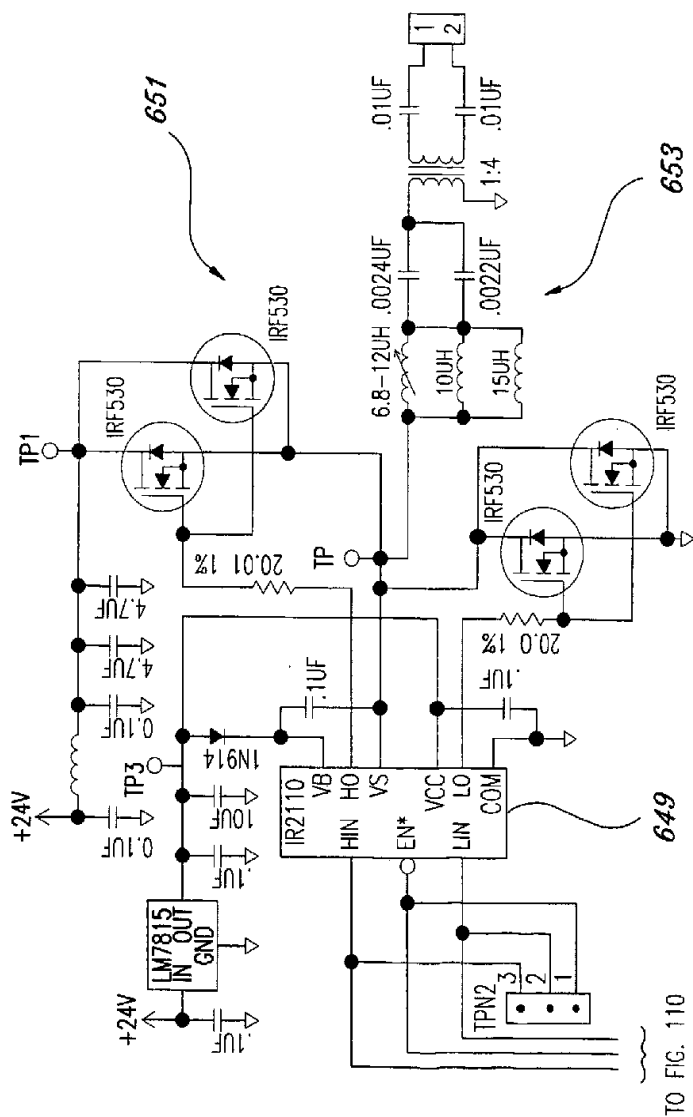 +24V
+24V
.1UF
LM7815
IN OUT
GND
.1UF
10UF
TP3
0.1UF
0.1UF
4.7UF
4.7UF
TP1
IRF530
IRF530
651
1N914
.1UF
20.01 1%
TP
IR2110
HIN
EN*
LIN
VB
HO
VS
VCC
LO
COM
649
.1UF
20.0 1%
IRF530
IRF530
6.8-12UH
10UH
15UH
.0024UF
.0022UF
1:4
.01UF
.01UF
1
2
653
TPN2
3
2
1
TO FIG. 110